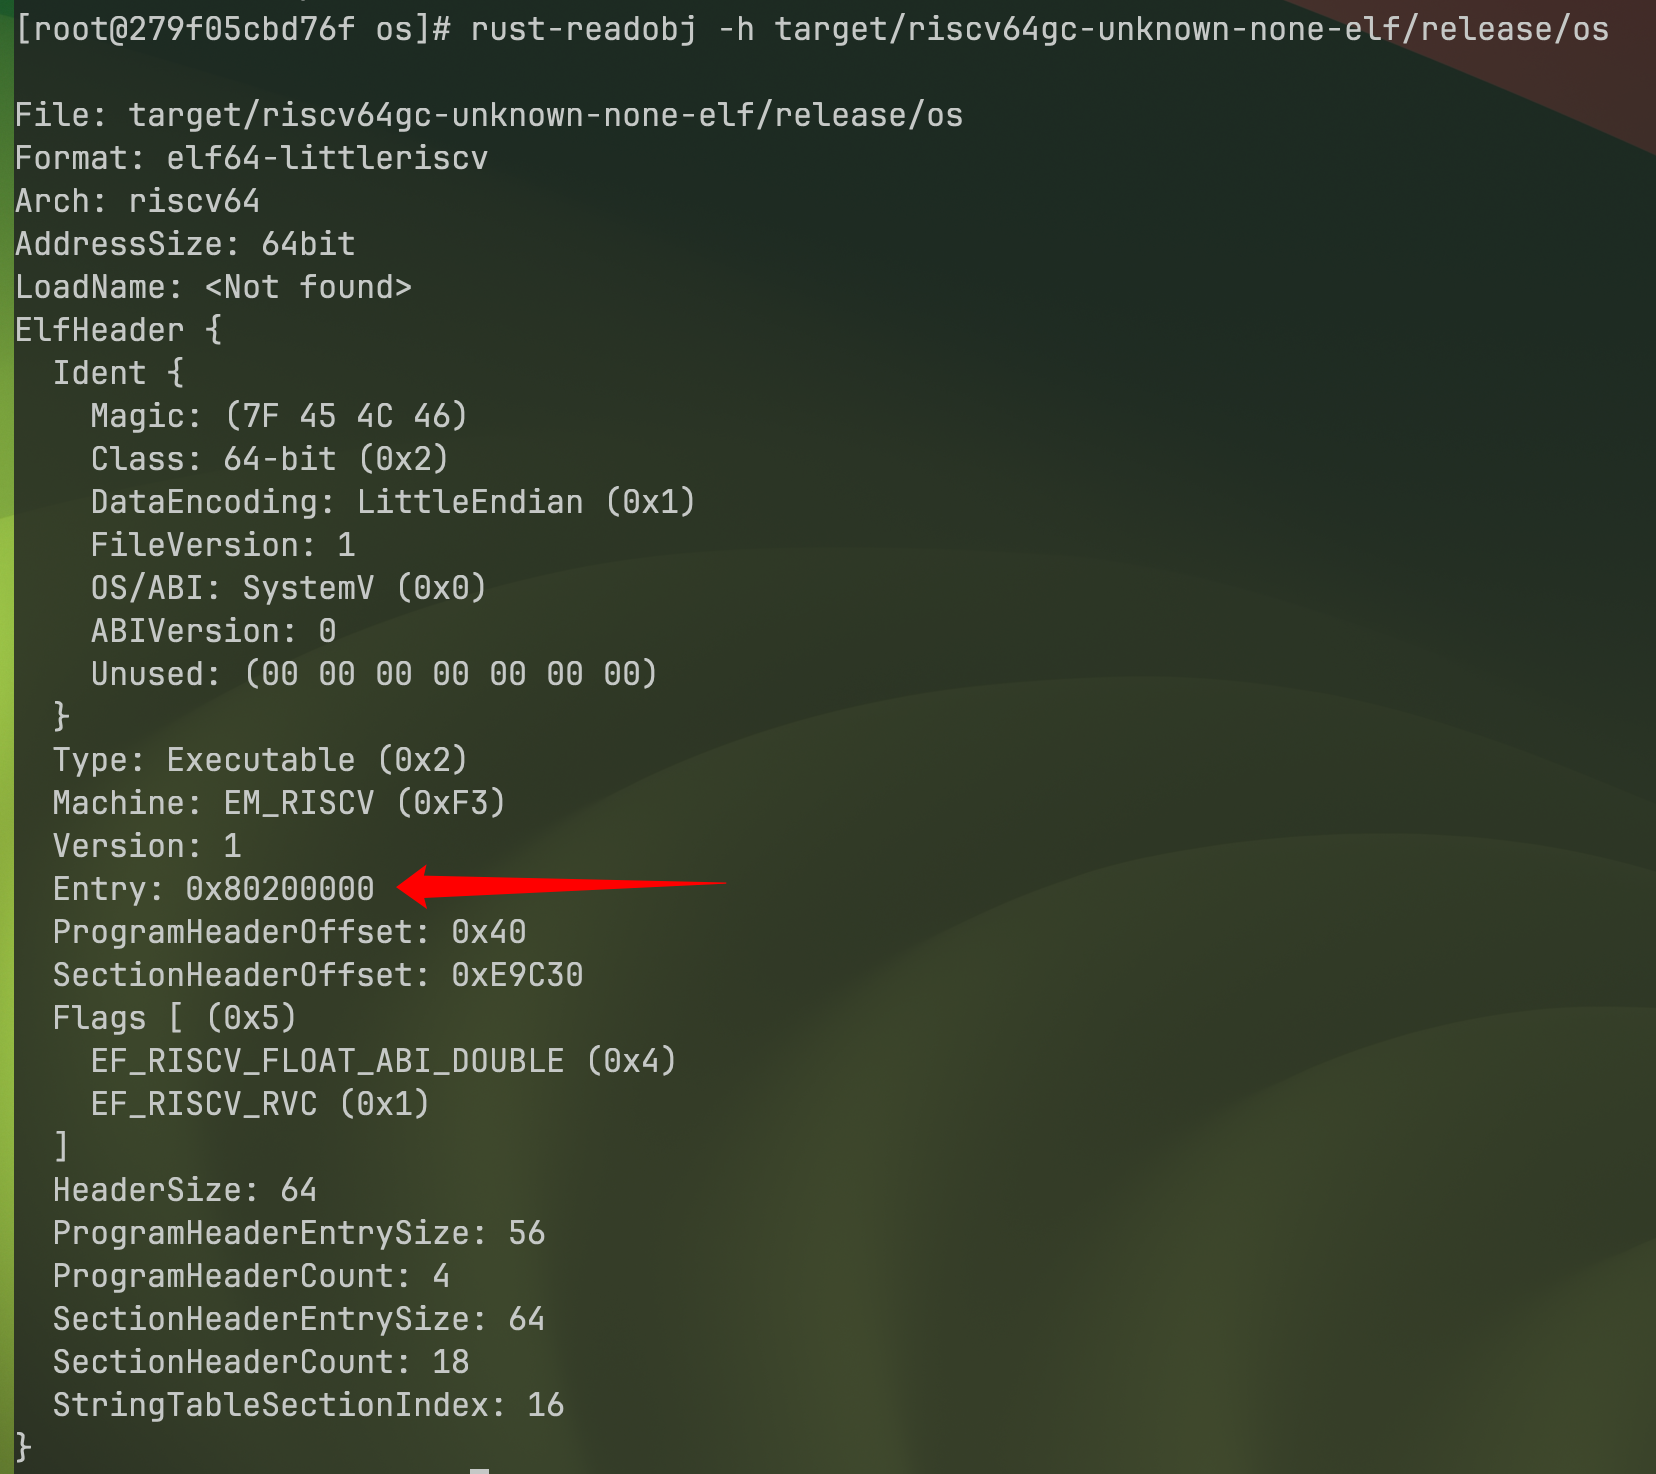 [root@279f05cbd76f os]# rust-readobj -h target/riscv64gc-unknown-none-elf/release/os
File: target/riscv64gc-unknown-none-elf/release/os
Format: elf64-littleriscv
Arch: riscv64
AddressSize: 64bit
LoadName: <Not found>
ElfHeader {
  Ident {
    Magic: (7F 45 4C 46)
    Class: 64-bit (0x2)
    DataEncoding: LittleEndian (0x1)
    FileVersion: 1
    OS/ABI: SystemV (0x0)
    ABIVersion: 0
    Unused: (00 00 00 00 00 00 00)
  }
  Type: Executable (0x2)
  Machine: EM_RISCV (0xF3)
  Version: 1
  Entry: 0x80200000
  ProgramHeaderOffset: 0x40
  SectionHeaderOffset: 0xE9C30
  Flags [ (0x5)
    EF_RISCV_FLOAT_ABI_DOUBLE (0x4)
    EF_RISCV_RVC (0x1)
  ]
  HeaderSize: 64
  ProgramHeaderEntrySize: 56
  ProgramHeaderCount: 4
  SectionHeaderEntrySize: 64
  SectionHeaderCount: 18
  StringTableSectionIndex: 16
}